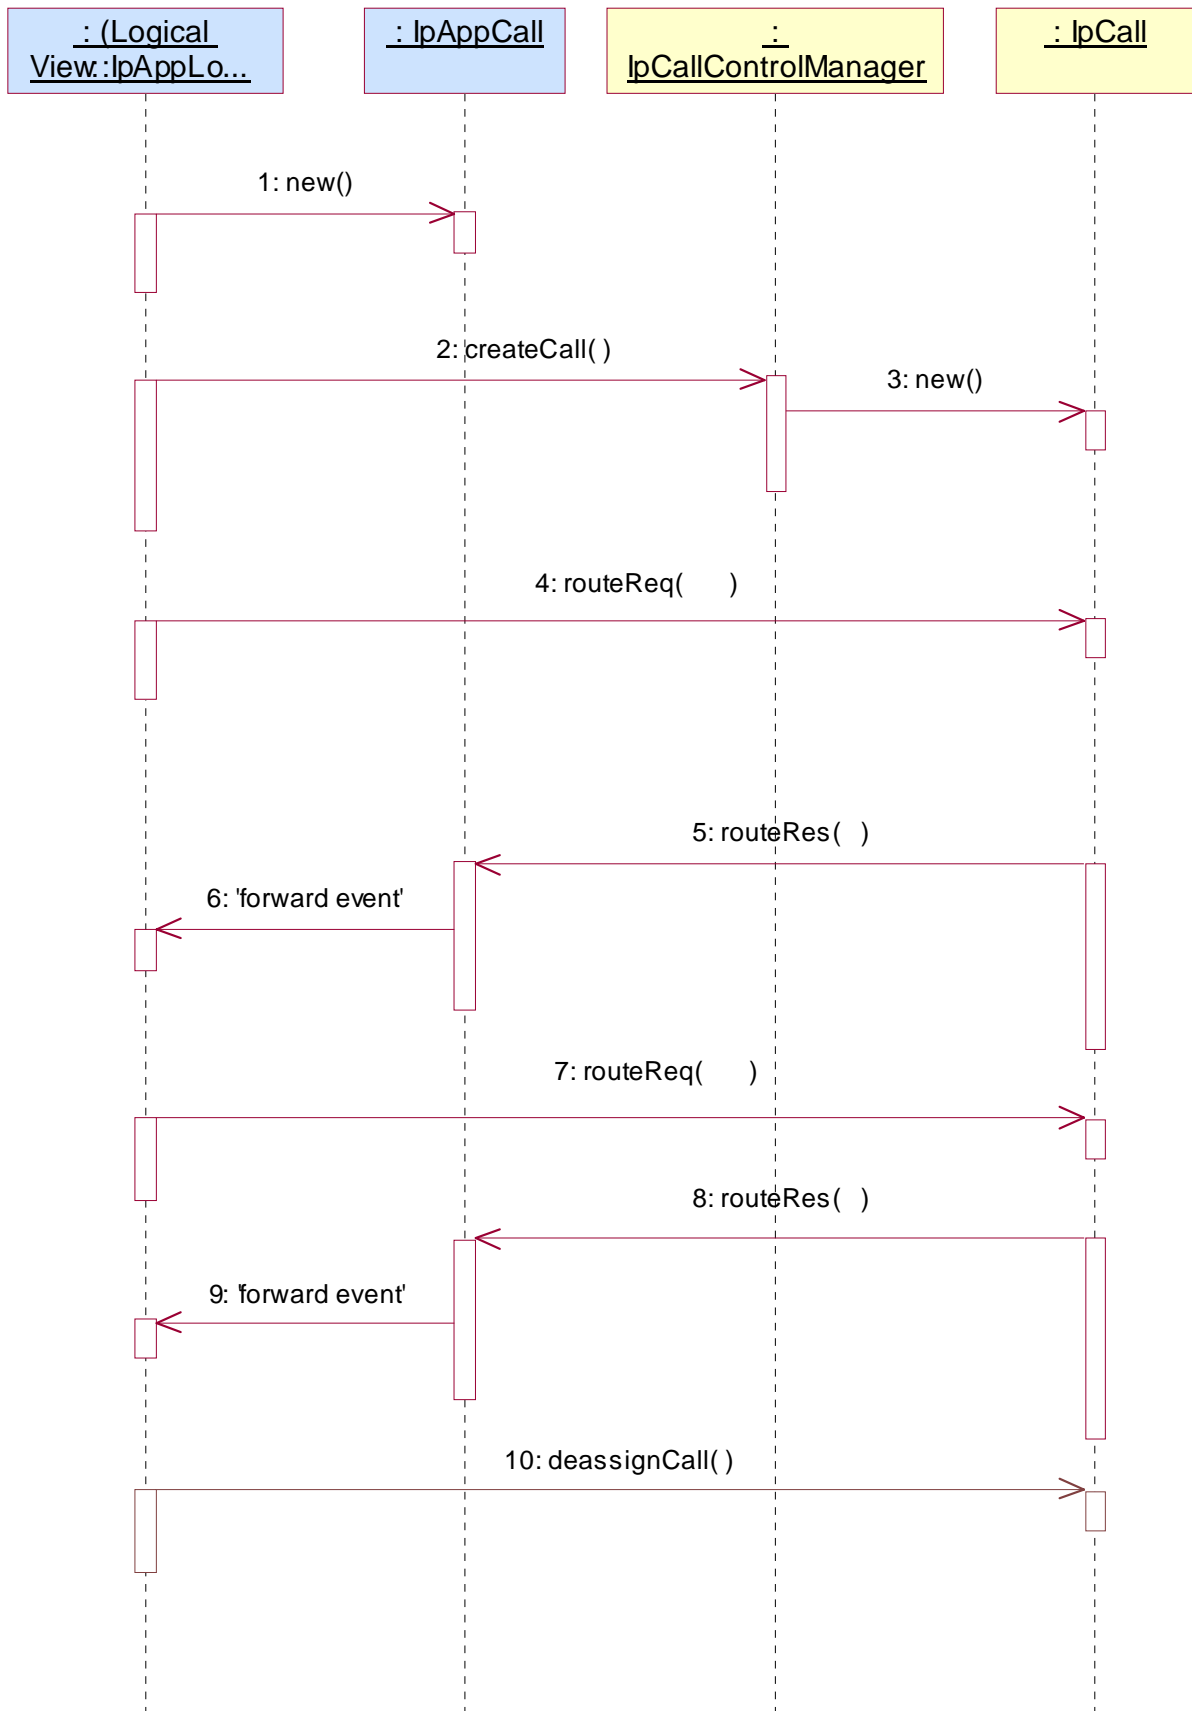 : (Logical
View::IpAppLo...
: IpAppCall
:
IpCallControlManager
: IpCall
1: new()
2: createCall( )
3: new()
4: routeReq( )
5: routeRes( )
6: 'forward event'
7: routeReq( )
8: routeRes( )
9: 'forward event'
10: deassignCall( )